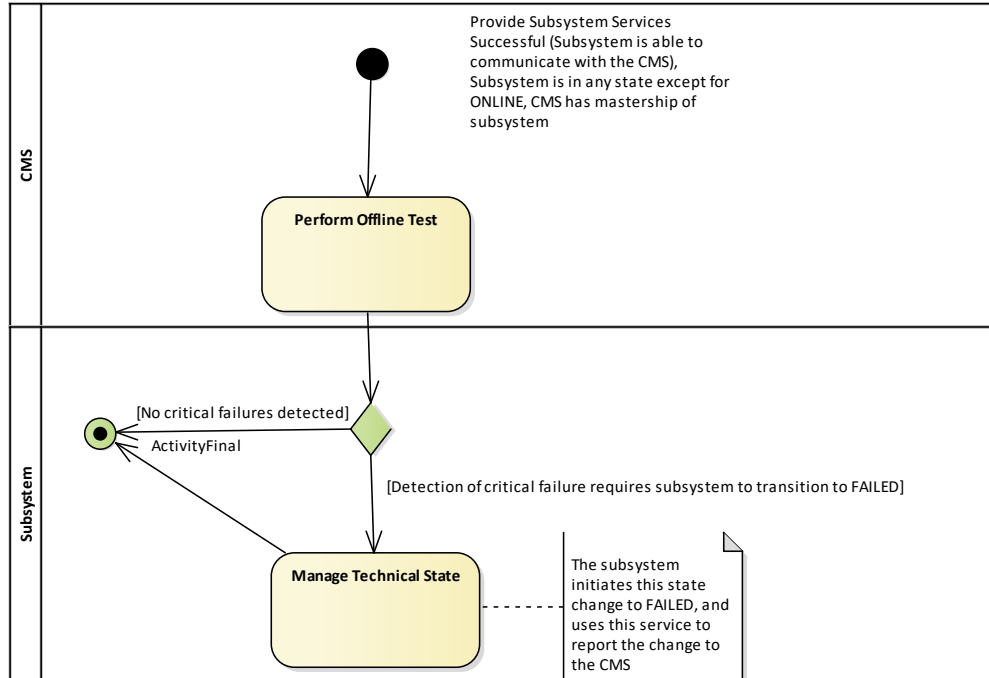 Provide Subsystem Services
Successful (Subsystem is able to
communicate with the CMS),
Subsystem is in any state except for
ONLINE, CMS has mastership of
subsystem
CMS
Perform Offline Test
Subsystem
[No critical failures detected]
ActivityFinal
[Detection of critical failure requires subsystem to transition to FAILED]
Manage Technical State
The subsystem
initiates this state
change to FAILED, and
uses this service to
report the change to
the CMS